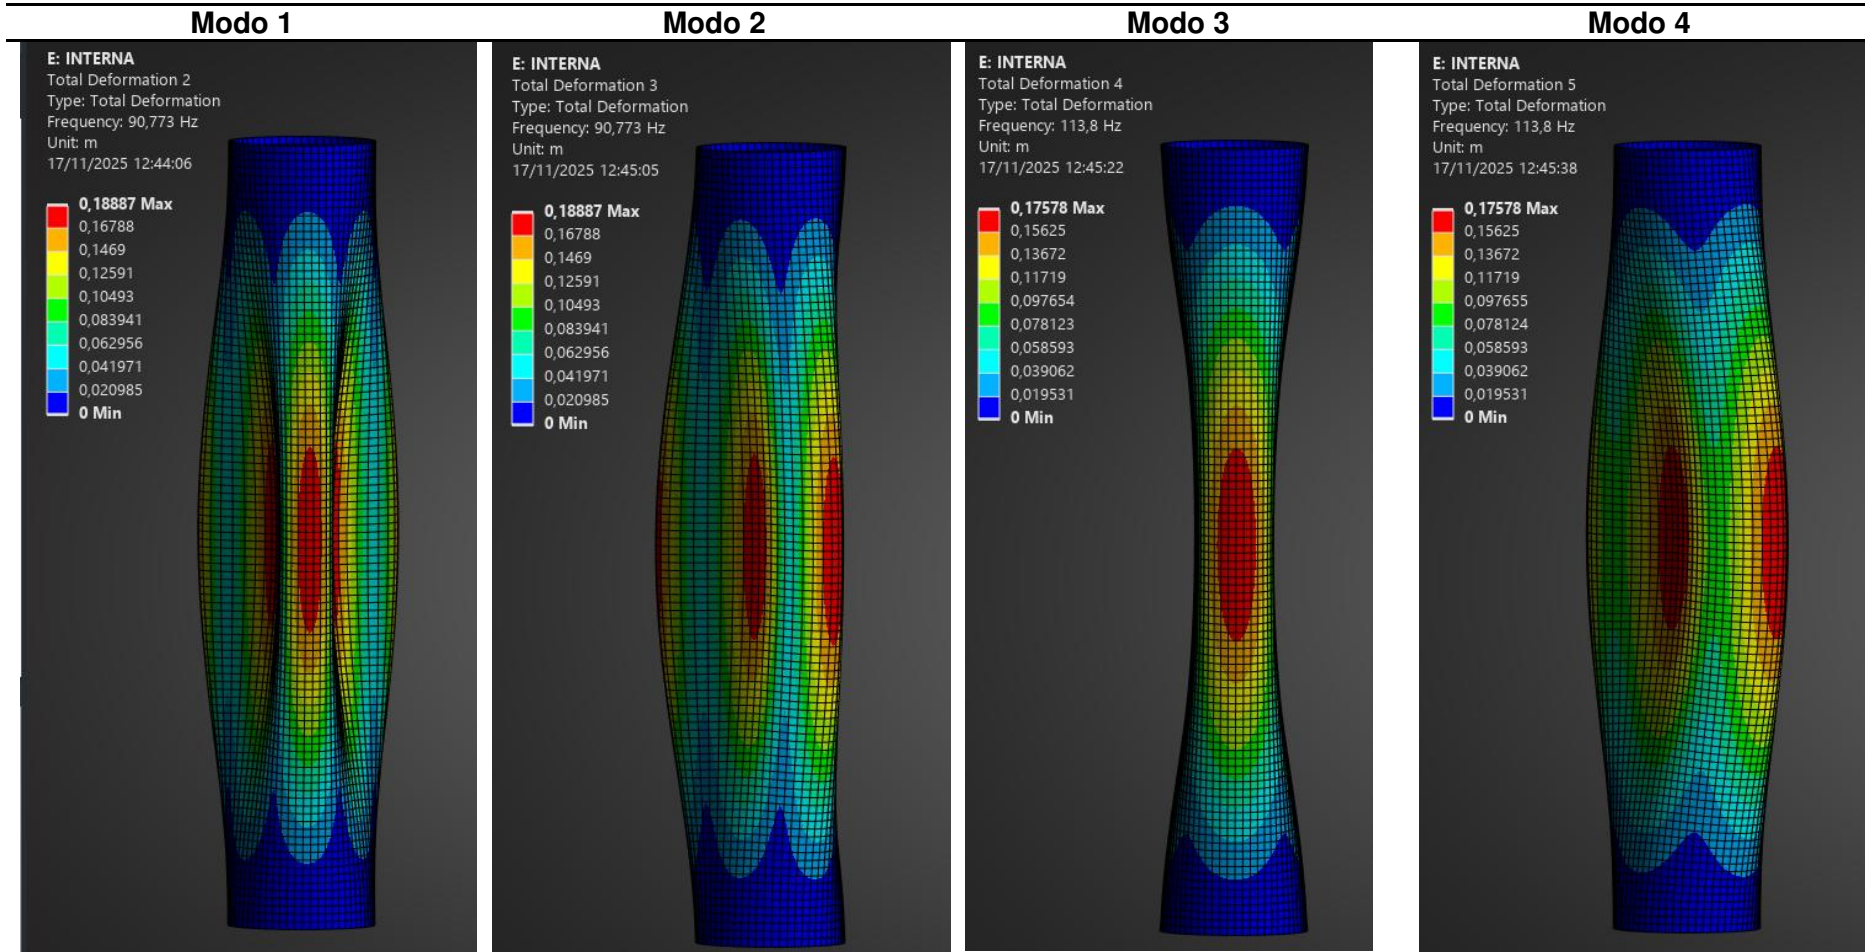 Modo 1
Modo 2
Modo 3
Modo 4
E: INTERNA
Total Deformation 2
Type: Total Deformation
Frequency: 90,773 Hz
Unit: m
17/11/2025 12:44:06
0,18887 Max
0,16788
0,1469
0,12591
0,10493
0,083941
0,062956
0,041971
0,020985
0 Min
E: INTERNA
Total Deformation 3
Type: Total Deformation
Frequency: 90,773 Hz
Unit: m
17/11/2025 12:45:05
0,18887 Max
0,16788
0,1469
0,12591
0,10493
0,083941
0,062956
0,041971
0,020985
0 Min
E: INTERNA
Total Deformation 4
Type: Total Deformation
Frequency: 113,8 Hz
Unit: m
17/11/2025 12:45:22
0,17578 Max
0,15625
0,13672
0,11719
0,097654
0,078123
0,058593
0,039062
0,019531
0 Min
E: INTERNA
Total Deformation 5
Type: Total Deformation
Frequency: 113,8 Hz
Unit: m
17/11/2025 12:45:38
0,17578 Max
0,15625
0,13672
0,11719
0,097655
0,078124
0,058593
0,039062
0,019531
0 Min